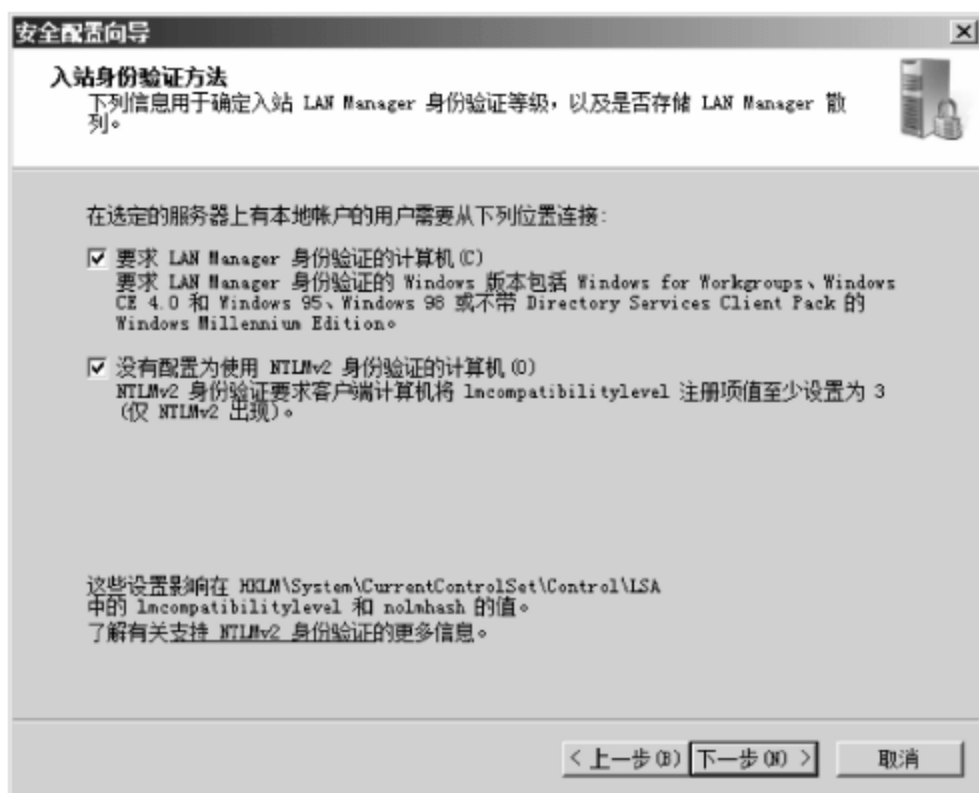 安全配置向导
入站身份验证方法
下列信息用于确定入站 LAN Manager 身份验证等级，以及是否存储 LAN Manager 散
列。
在选定的服务器上有本地帐户的用户需要从下列位置连接：
要求 LAN Manager 身份验证的计算机(C)
要求 LAN Manager 身份验证的 Windows 版本包括 Windows for Workgroups、Windows
CE 4.0 和 Windows 95、Windows 98 或不带 Directory Services Client Pack 的
Windows Millennium Edition。
没有配置为使用 NTLMv2 身份验证的计算机(O)
NTLMv2 身份验证要求客户端计算机将 lmcompatibilitylevel 注册项值至少设置为 3
(仅 NTLMv2 出现)。
这些设置影响在 HKLM\System\CurrentControlSet\Control\LSA
中的 lmcompatibilitylevel 和 nolmhash 的值。
了解有关支持 NTLMv2 身份验证的更多信息。
< 上一步(B) 下一步(N) > 取消